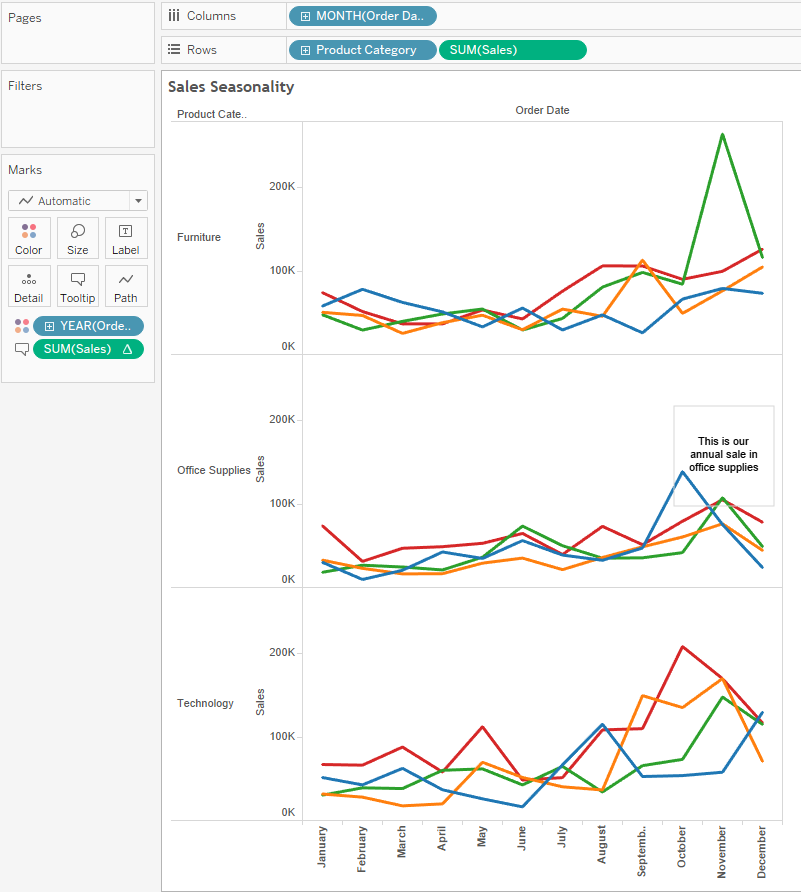 Pages
Columns
MONTH(Order Da..
Rows
Product Category
SUM(Sales)
Filters
Marks
Automatic
Color
Size
Label
T
Detail
Tooltip
Path
YEAR(Orde..
SUM(Sales) Δ
Sales Seasonality
Product Cate..
Order Date
Furniture
Sales
200K
100K
0K
Office Supplies
Sales
200K
100K
0K
This is our
annual sale in
office supplies
Technology
Sales
200K
100K
0K
January
February
March
April
May
June
July
August
Septemb..
October
November
December